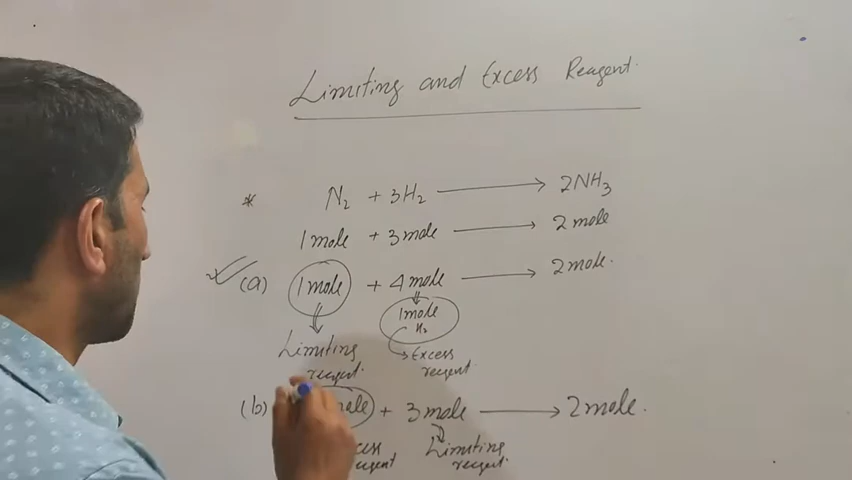 Limiting and Excess Reagent.
* N2 + 3H2 → 2NH3
1 mole + 3 mole → 2 mole
(a) 1 mole + 4 mole → 2 mole.
1 mole
H2
Limiting
reagent.
Excess
reagent.
(b) + 3 mole → 2 mole.
Limiting
reagent.